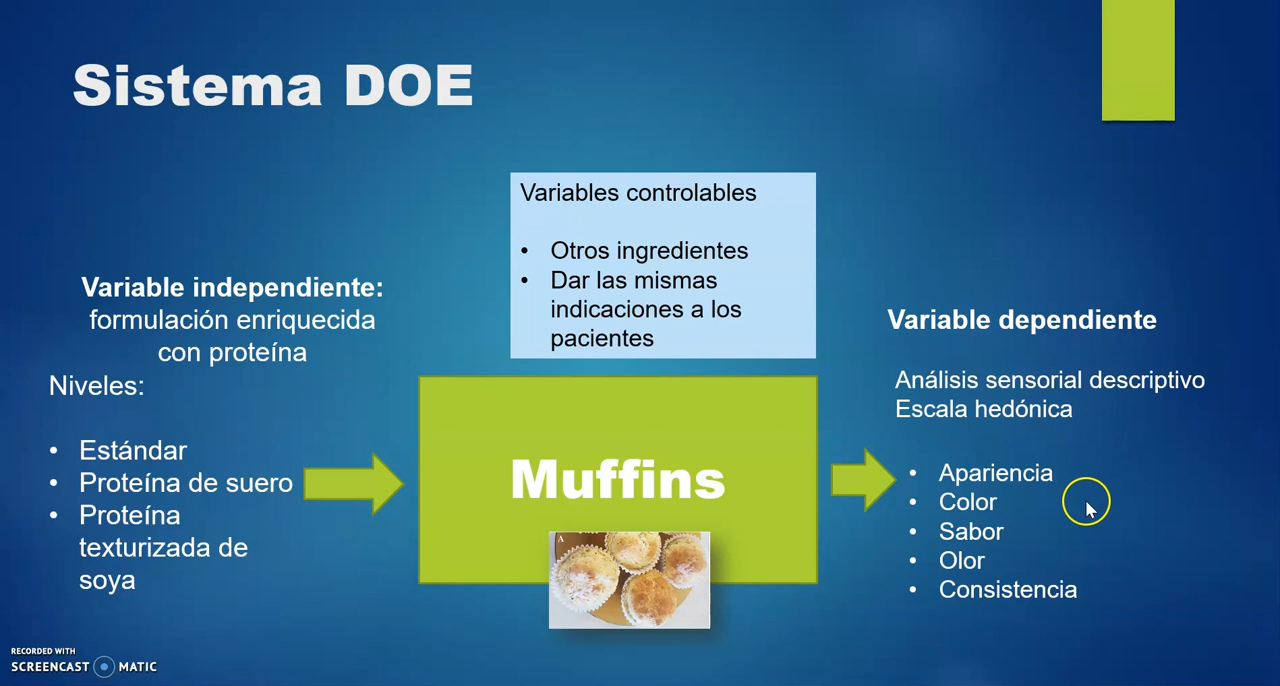 Sistema DOE
Variables controlables
• Otros ingredientes
• Dar las mismas
indicaciones a los
pacientes
Variable independiente:
formulación enriquecida
con proteína
Niveles:
• Estándar
• Proteína de suero
• Proteína
texturizada de
soya
Muffins
A
Variable dependiente
Análisis sensorial descriptivo
Escala hedónica
• Apariencia
• Color
• Sabor
• Olor
• Consistencia
RECORDED WITH
SCREENCAST MATIC